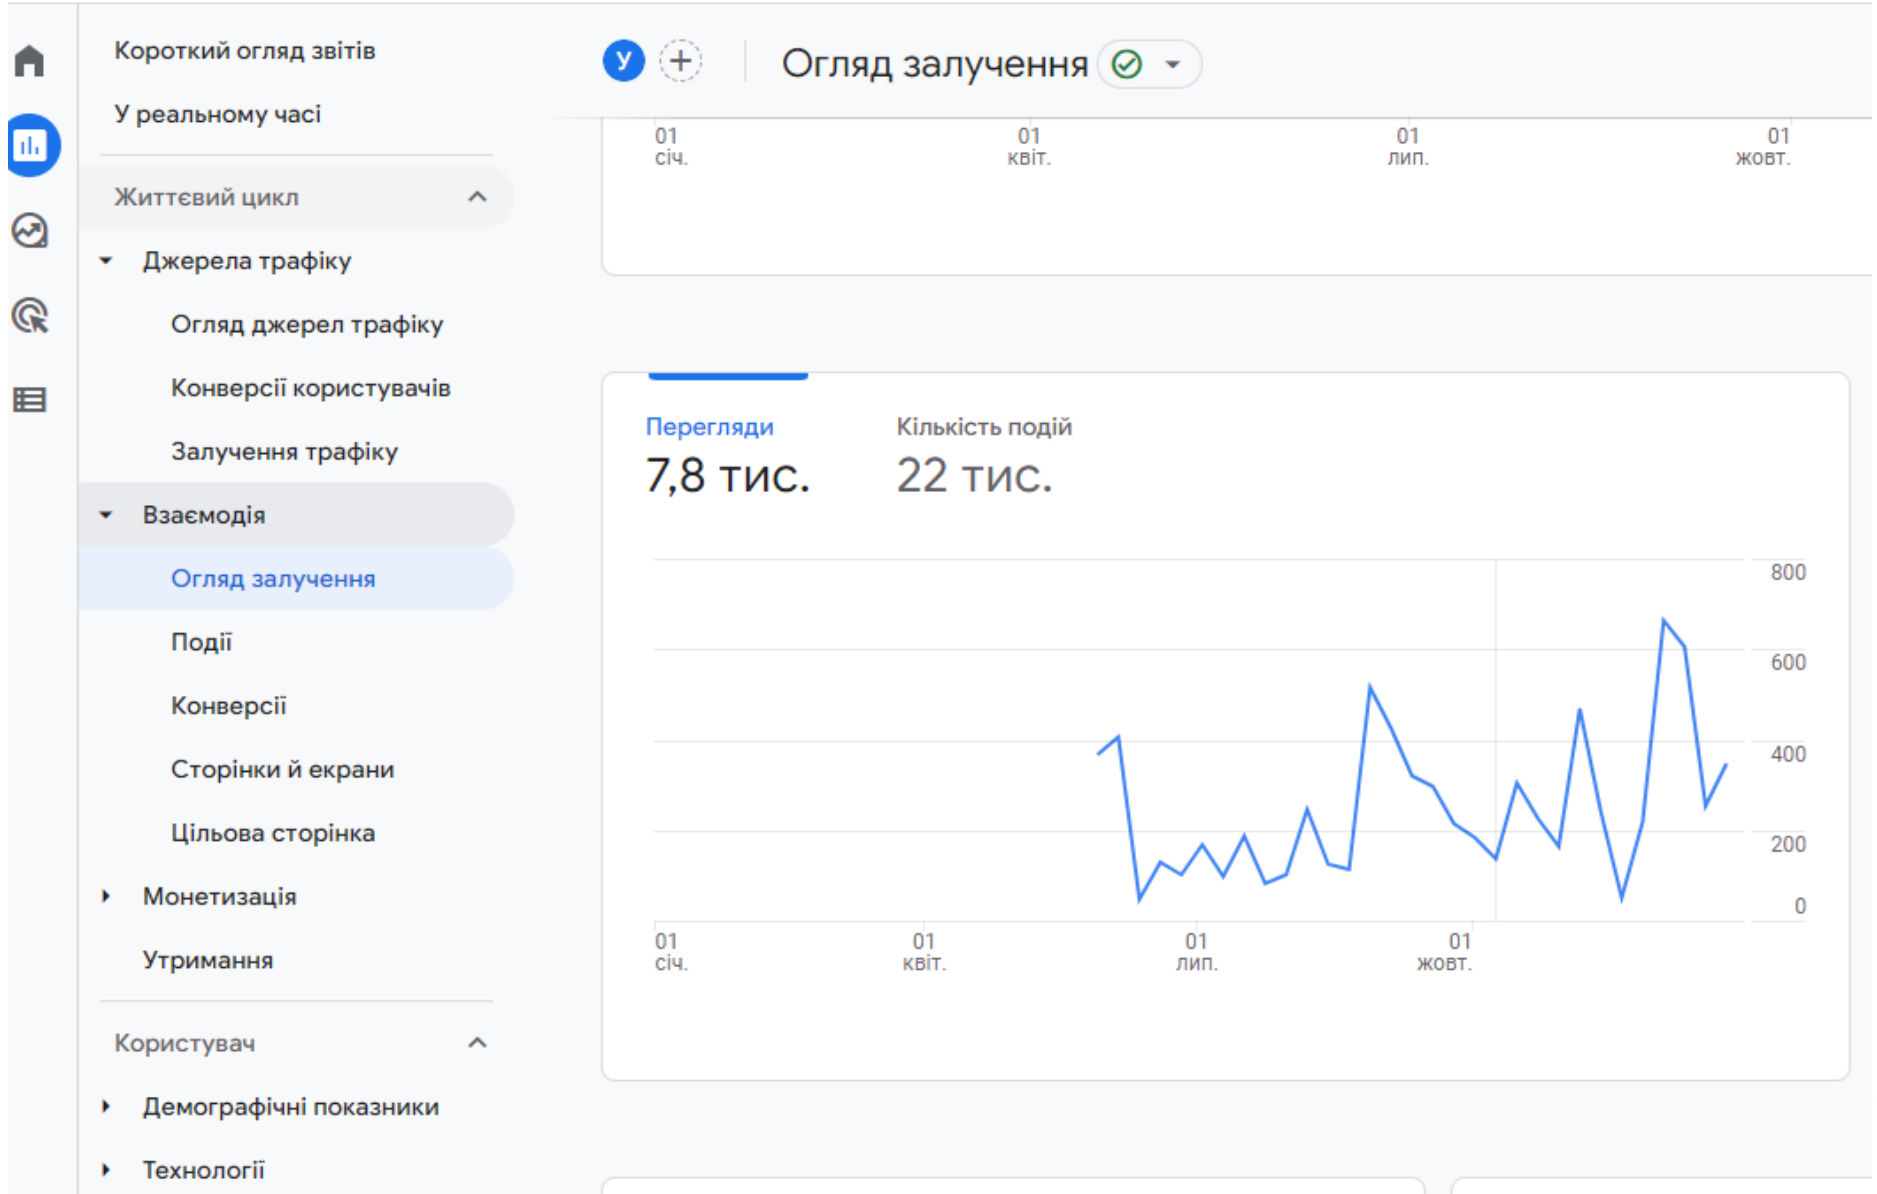 Короткий огляд звітів
У реальному часі
Життєвий цикл
Джерела трафіку
Огляд джерел трафіку
Конверсії користувачів
Залучення трафіку
Взаємодія
Огляд залучення
Події
Конверсії
Сторінки й екрани
Цільова сторінка
Монетизація
Утримання
Користувач
Демографічні показники
Технології
У
Огляд залучення
01 01 01 01
січ. квіт. лип. жовт.
Перегляди Кількість подій
7,8 тис. 22 тис.
800
600
400
200
0
01 01 01 01
січ. квіт. лип. жовт.